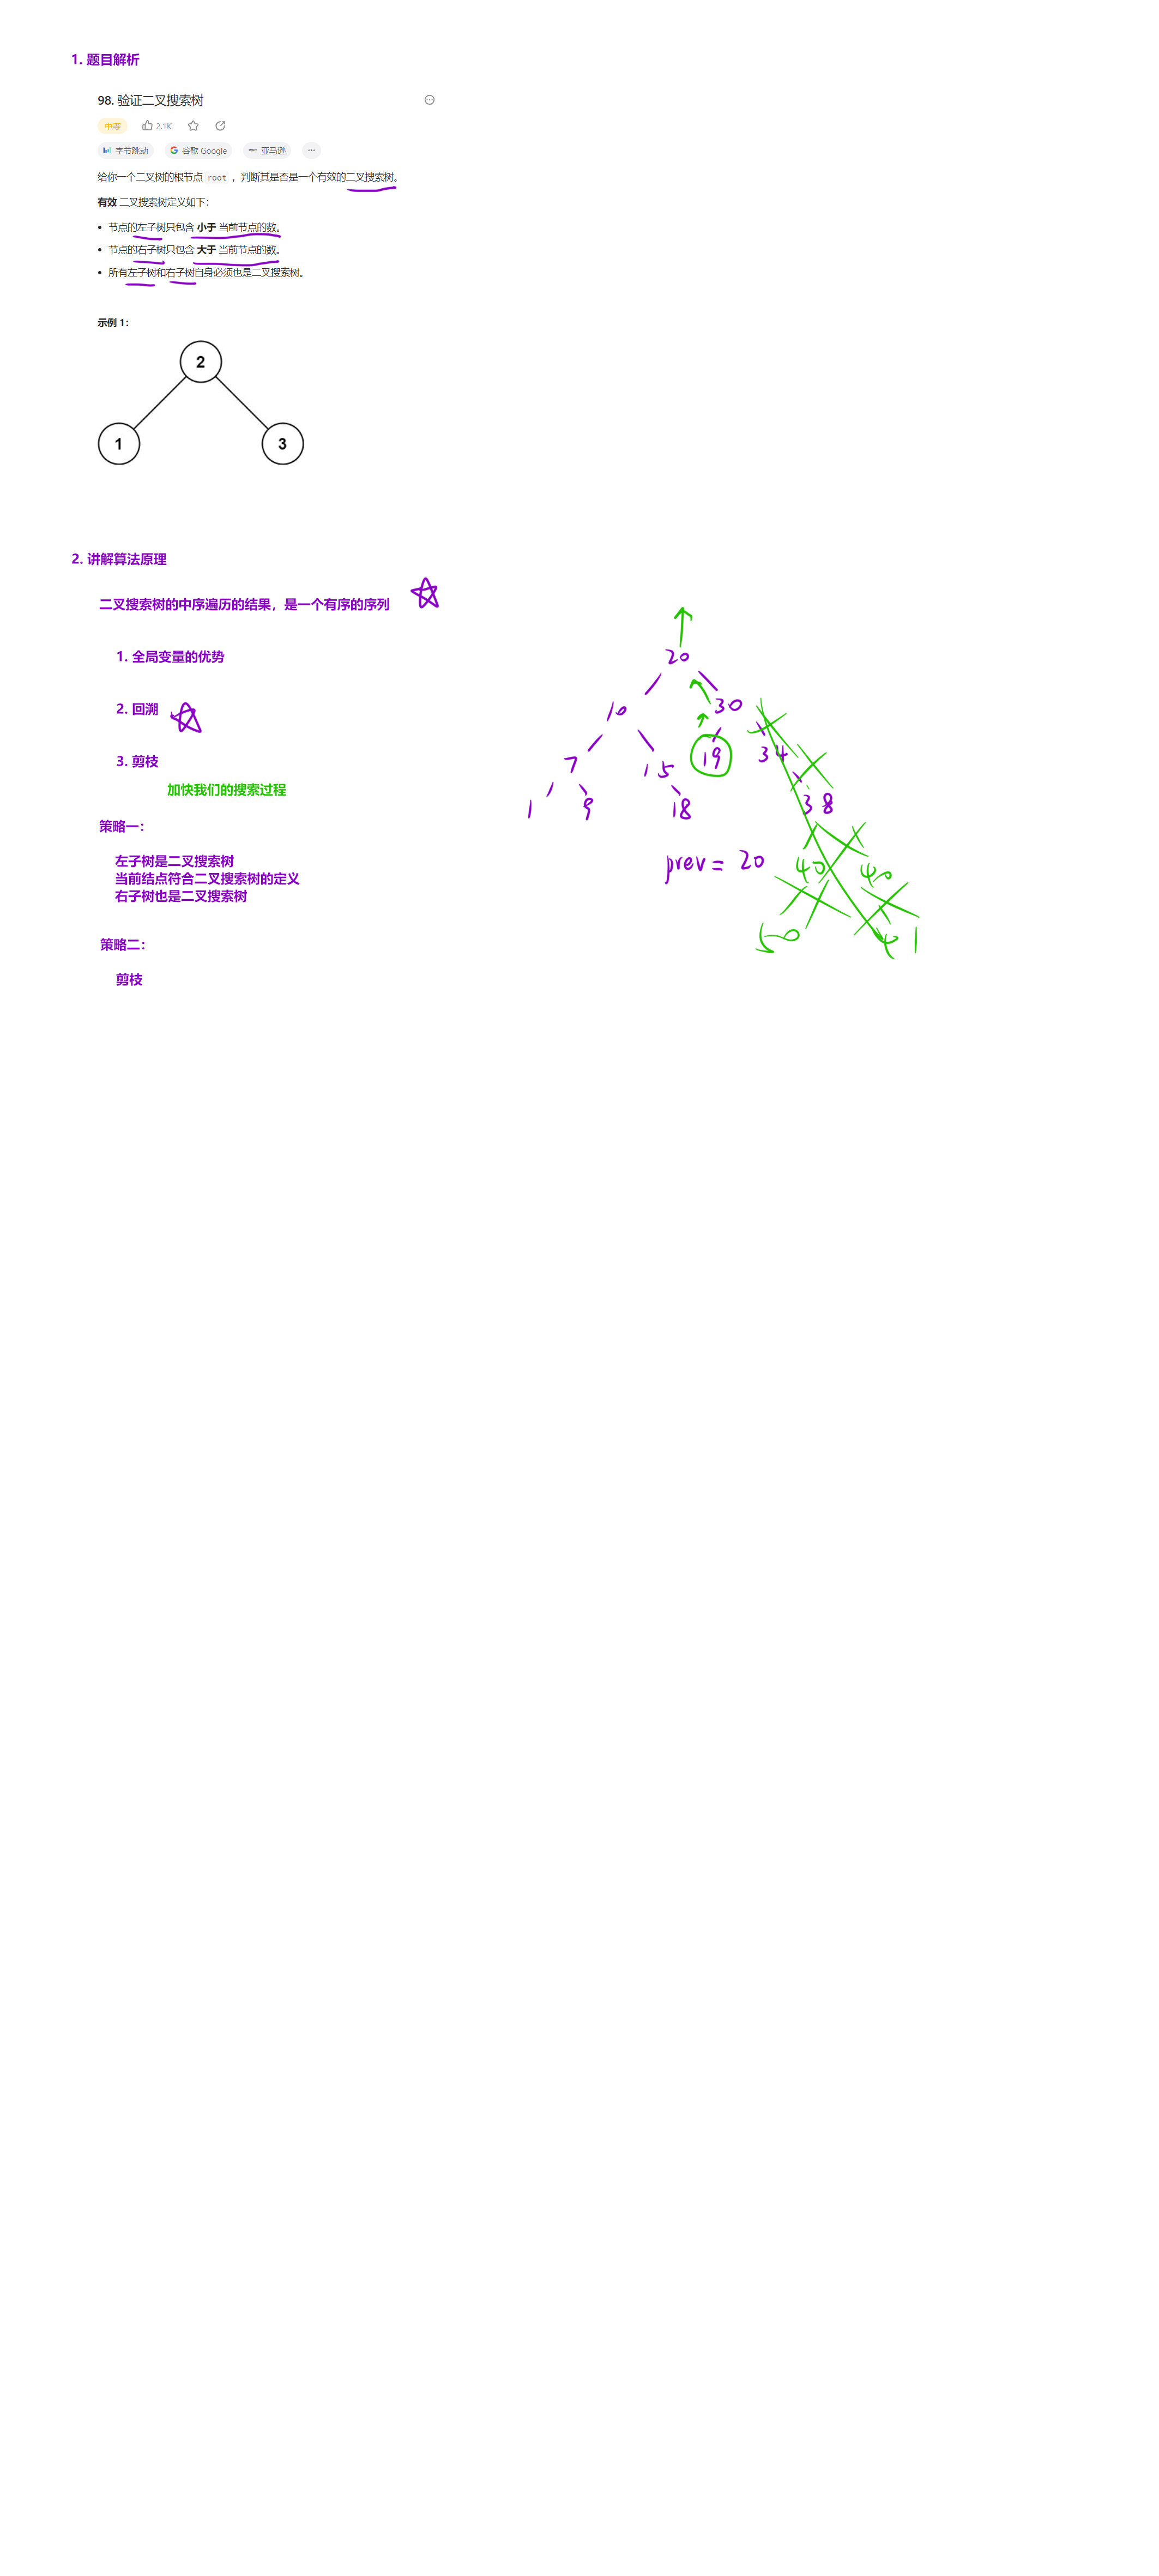 1. 题目解析
98. 验证二叉搜索树
中等 2.1K
字节跳动 谷歌 Google 亚马逊 ...
给你一个二叉树的根节点 root ，判断其是否是一个有效的二叉搜索树。
有效 二叉搜索树定义如下：
• 节点的左子树只包含 小于 当前节点的数。
• 节点的右子树只包含 大于 当前节点的数。
• 所有左子树和右子树自身必须也是二叉搜索树。
示例 1：
2
1 3
2. 讲解算法原理
二叉搜索树的中序遍历的结果，是一个有序的序列
1. 全局变量的优势
2. 回溯
3. 剪枝
加快我们的搜索过程
策略一：
左子树是二叉搜索树
当前结点符合二叉搜索树的定义
右子树也是二叉搜索树
策略二：
剪枝
20
10 30
7 15 19 34
1 9 18 38
prev = 20
40 40
50 41